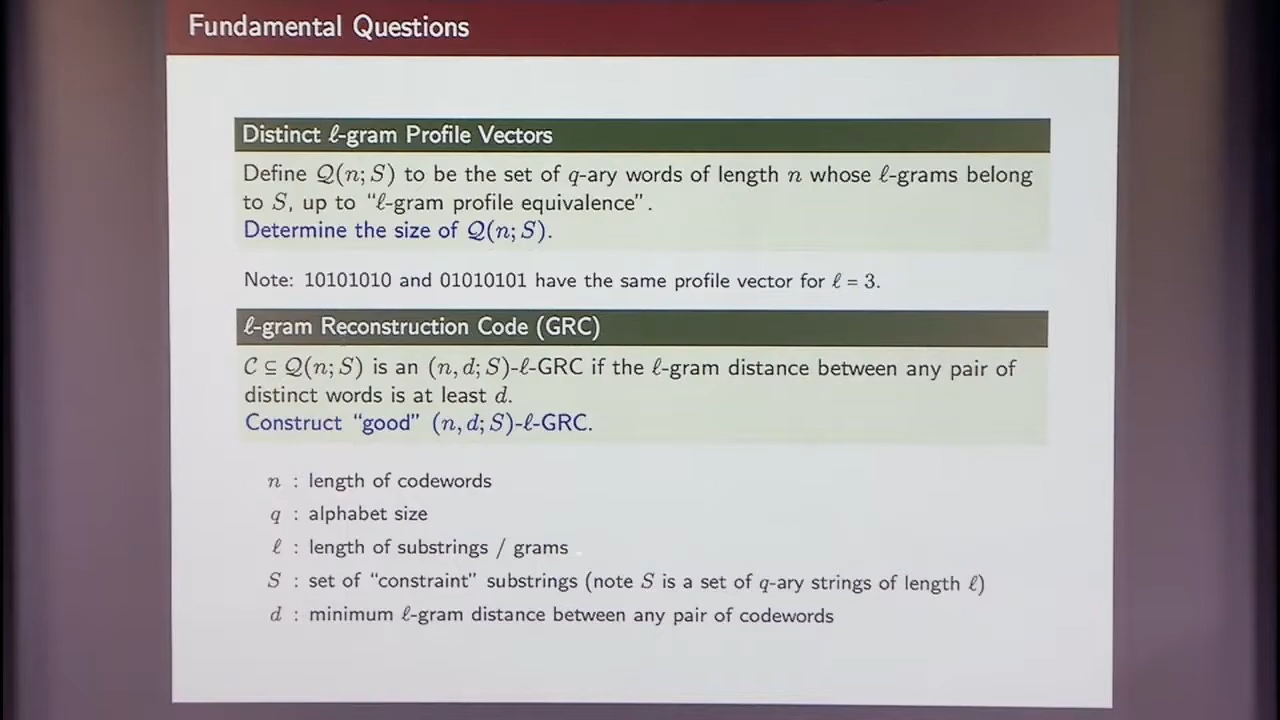 Fundamental Questions
Distinct ℓ-gram Profile Vectors
Define 𝒬(n; S) to be the set of q-ary words of length n whose ℓ-grams belong
to S, up to “ℓ-gram profile equivalence”.
Determine the size of 𝒬(n; S).
Note: 10101010 and 01010101 have the same profile vector for ℓ = 3.
ℓ-gram Reconstruction Code (GRC)
𝒞 ⊆ 𝒬(n; S) is an (n, d; S)-ℓ-GRC if the ℓ-gram distance between any pair of
distinct words is at least d.
Construct “good” (n, d; S)-ℓ-GRC.
n : length of codewords
q : alphabet size
ℓ : length of substrings / grams
S : set of “constraint” substrings (note S is a set of q-ary strings of length ℓ)
d : minimum ℓ-gram distance between any pair of codewords